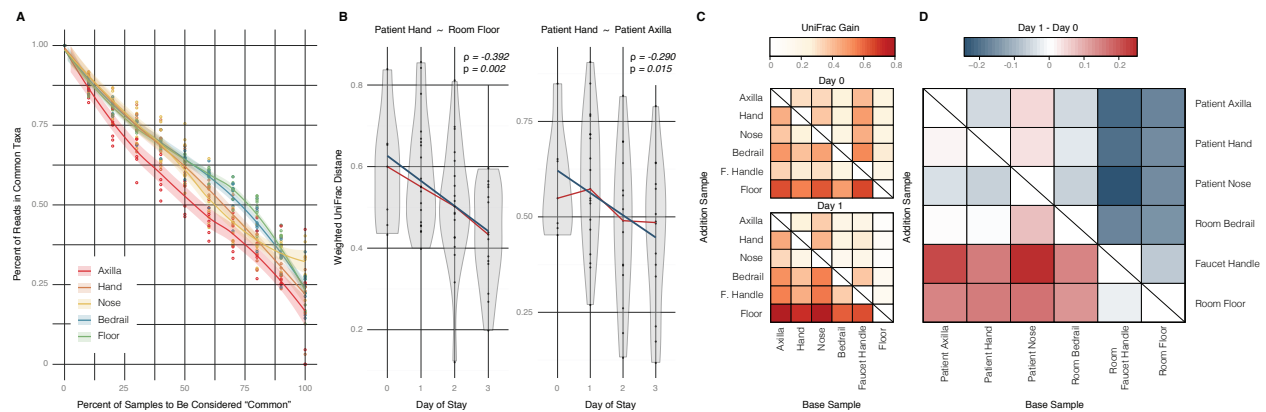 A
Percent of Reads in Common Taxa
1.00
0.75
0.50
0.25
0
Axilla
Hand
Nose
Bedrail
Floor
0 25 50 75 100
Percent of Samples to Be Considered “Common”
B
Patient Hand ~ Room Floor
ρ = -0.392
p = 0.002
Weighted UniFrac Distane
0.8
0.6
0.4
0.2
0 1 2 3
Day of Stay
Patient Hand ~ Patient Axilla
ρ = -0.290
p = 0.015
0.75
0.50
0.25
0 1 2 3
Day of Stay
C
UniFrac Gain
0 0.2 0.4 0.6 0.8
Day 0
Addition Sample
Axilla
Hand
Nose
Bedrail
F. Handle
Floor
Day 1
Axilla
Hand
Nose
Bedrail
F. Handle
Floor
Axilla
Hand
Nose
Bedrail
Faucet Handle
Floor
Base Sample
D
Day 1 - Day 0
−0.2 -0.1 0 0.1 0.2
Addition Sample
Patient Axilla
Patient Hand
Patient Nose
Room Bedrail
Faucet Handle
Room Floor
Patient Axilla
Patient Hand
Patient Nose
Room Bedrail
Room
Faucet Handle
Room Floor
Base Sample